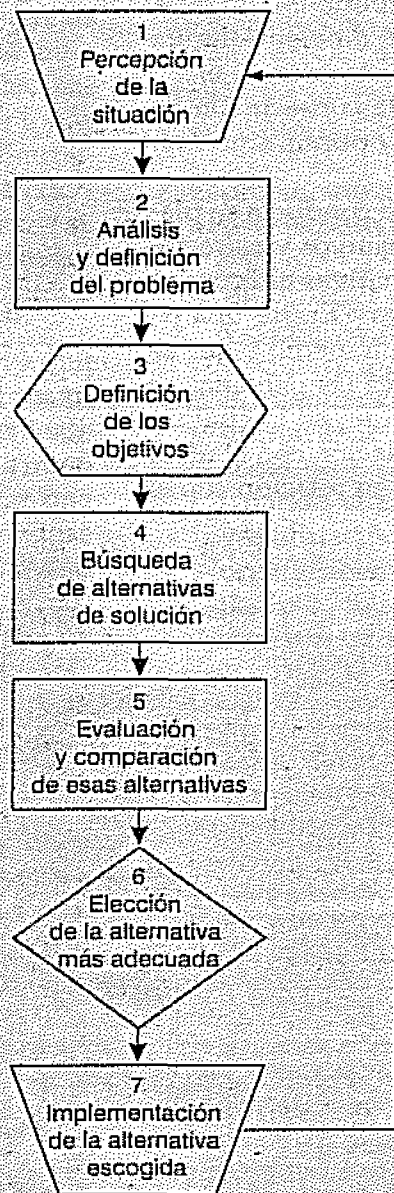 1
Percepción
de la
situación
2
Análisis
y definición
del problema
3
Definición
de los
objetivos
4
Búsqueda
de alternativas
de solución
5
Evaluación
y comparación
de esas alternativas
6
Elección
de la alternativa
más adecuada
7
Implementación
de la alternativa
escogida